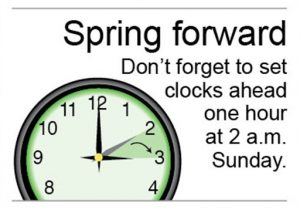 Spring forward
Don't forget to set
clocks ahead
one hour
at 2 a.m.
Sunday.
12
11
2
10
9
3
8
4